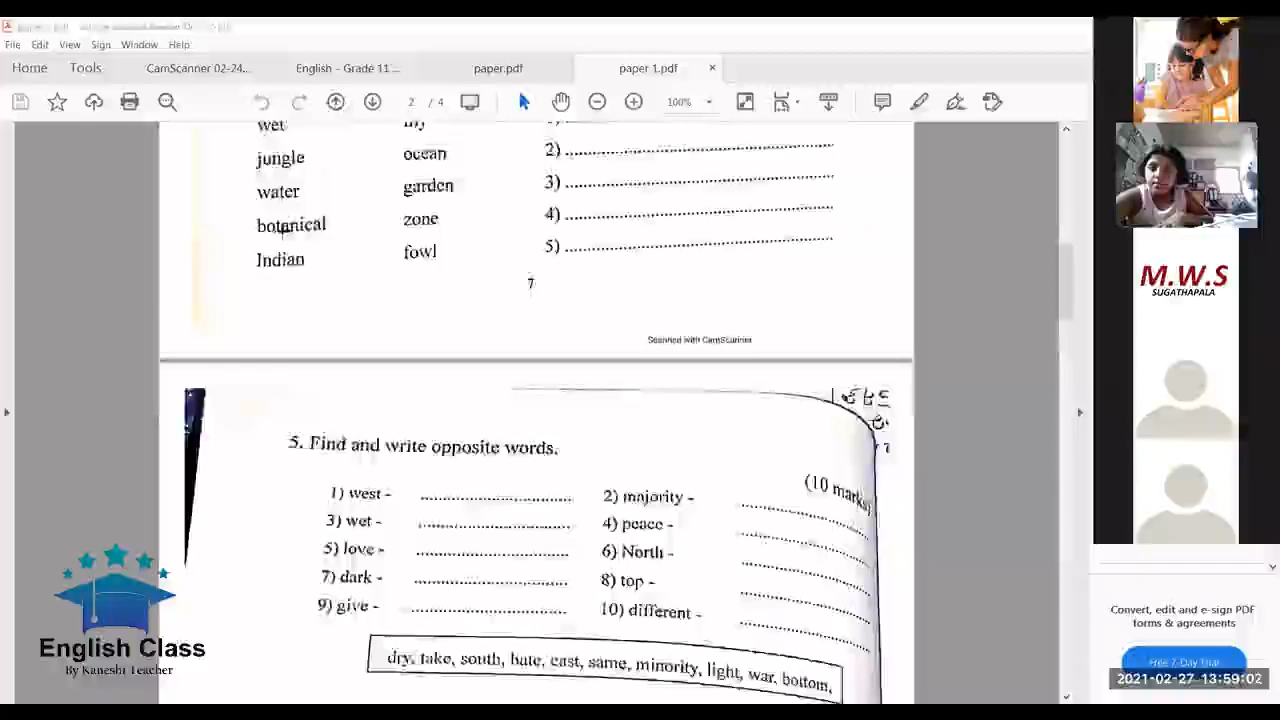 File Edit View Sign Window Help
Home Tools CamScanner 02-24... English - Grade 11 ... paper.pdf paper 1.pdf ×
2 / 4 100%
wet
jungle ocean 2)
water garden 3)
botanical zone 4)
Indian fowl 5)
7
Scanned with CamScanner
5. Find and write opposite words.
(10 marks)
1) west - 2) majority -
3) wet - 4) peace -
5) love - 6) North -
7) dark - 8) top -
9) give - 10) different -
dry, take, south, hate, east, same, minority, light, war, bottom,
English Class
By Kaneshi Teacher
M.W.S
SUGATHAPALA
Convert, edit and e-sign PDF
forms & agreements
Free 7-Day Trial
2021-02-27 13:59:02